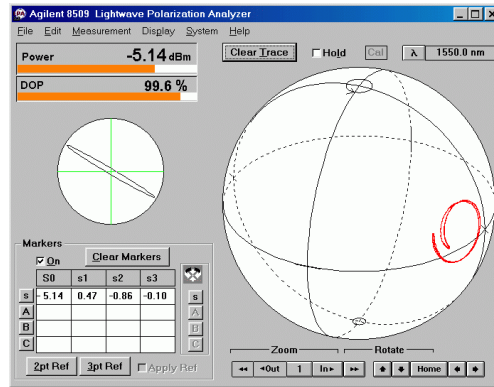 Agilent 8509 Lightwave Polarization Analyzer
File Edit Measurement Display System Help
Power -5.14 dBm
DOP 99.6 %
Clear Trace Hold Cal λ 1550.0 nm
Markers
On Clear Markers
S0 s1 s2 s3
s - 5.14 0.47 -0.86 -0.10 s
A A
B B
C C
2pt Ref 3pt Ref Apply Ref
Zoom Rotate
Out 1 In Home